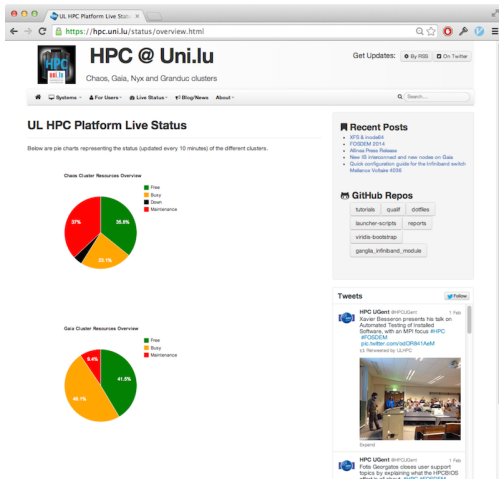 UL HPC Platform Live Status
https://hpc.uni.lu/status/overview.html
HPC @ Uni.lu
Chaos, Gaia, Nyx and Granduc clusters
Get Updates:
By RSS
On Twitter
HPC
uni.lu
Systems
For Users
Live Status
Blog/News
About
Search...
UL HPC Platform Live Status
Below are pie charts representing the status (updated every 10 minutes) of the different clusters.
Chaos Cluster Resources Overview
Free
Busy
Down
Maintenance
37%
23.1%
Gaia Cluster Resources Overview
Free
Busy
Maintenance
9.4%
41.5%
49.1%
Recent Posts
XFS & inode64
FOSDEM 2014
Allinea Press Release
New IB interconnect and new nodes on Gaia
Quick configuration guide for the Infiniband switch
Mellanox Voltaire 4036
GitHub Repos
tutorials
dotfiles
launcher-scripts
reports
viridis-bootstrap
ganglia_infiniband_module
Tweets
Follow
HPC UGent @HPCUGent
1 Feb
Xavier Besseron presents his talk on
Automated Testing of Installed
Software, with an MPI focus #HPC
#FOSDEM
Retweeted by ULHPC
Expand
HPC UGent @HPCUGent
1 Feb
Fotis Georgatos closes user support
topics by explaining what the HPCBIOS